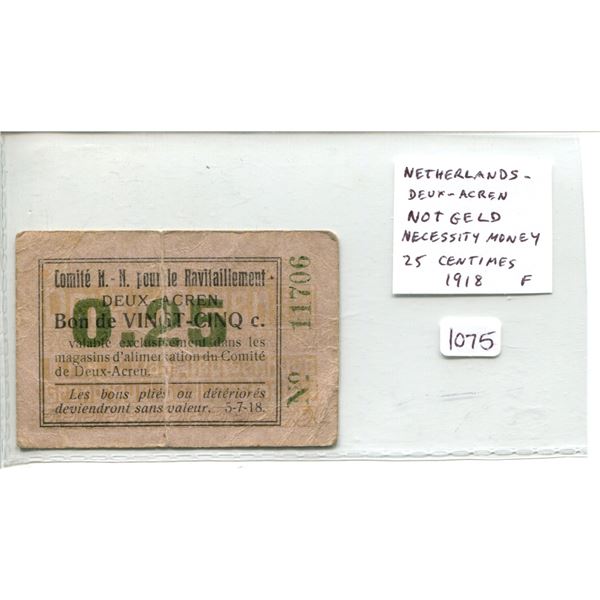 NETHERLANDS -
DEUX - ACREN
NOTGELD
NECESSITY MONEY
25 CENTIMES
1918 F
1075
Comité H.-N. pour le Ravitaillement
DEUX-ACREN
Bon de VINGT-CINQ c.
0.25
valable exclusivement dans les
magasins d'alimentation du Comité
de Deux-Acren.
Les bons pliés ou détériorés
deviendront sans valeur. 5-7-18.
No 11706